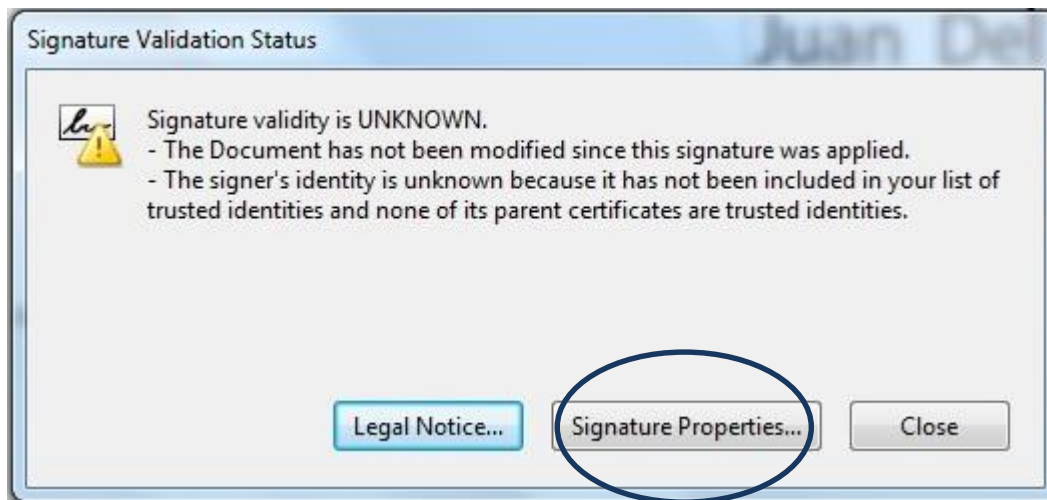 Juan Del
Signature Validation Status
Signature validity is UNKNOWN.
- The Document has not been modified since this signature was applied.
- The signer's identity is unknown because it has not been included in your list of
trusted identities and none of its parent certificates are trusted identities.
Legal Notice...
Signature Properties...
Close